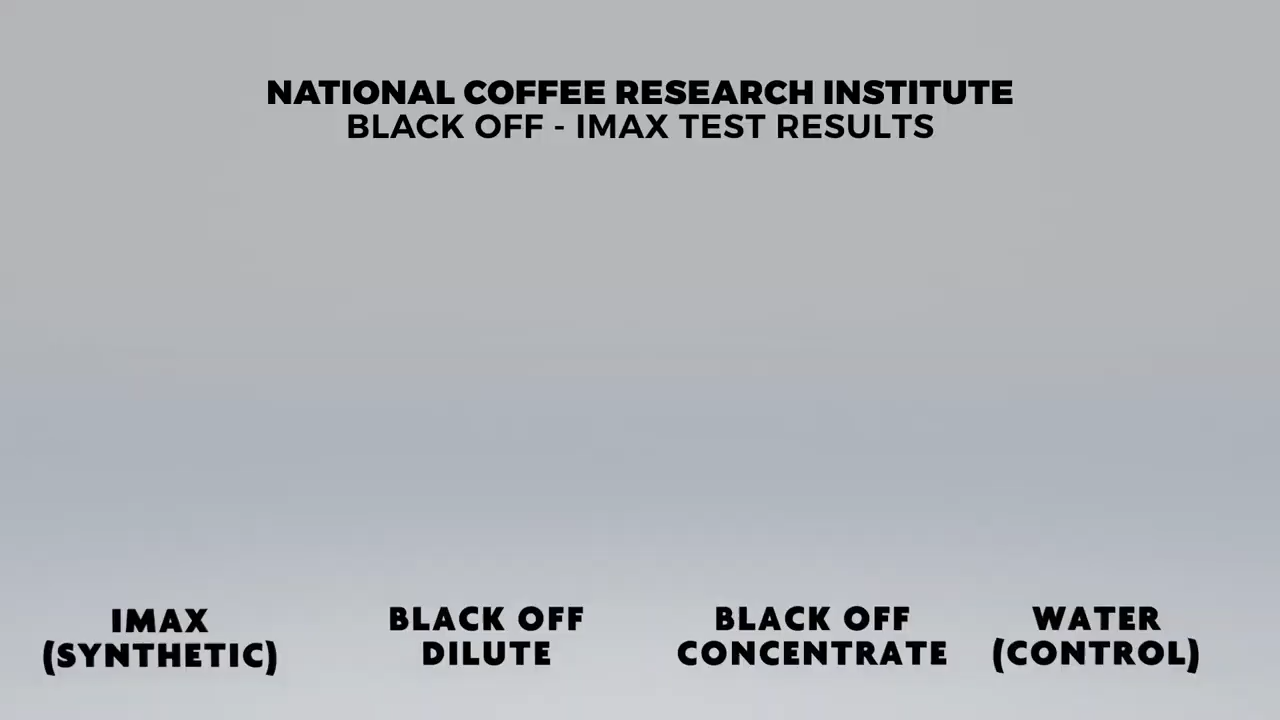 NATIONAL COFFEE RESEARCH INSTITUTE
BLACK OFF - IMAX TEST RESULTS
IMAX
(SYNTHETIC)
BLACK OFF
DILUTE
BLACK OFF
CONCENTRATE
WATER
(CONTROL)